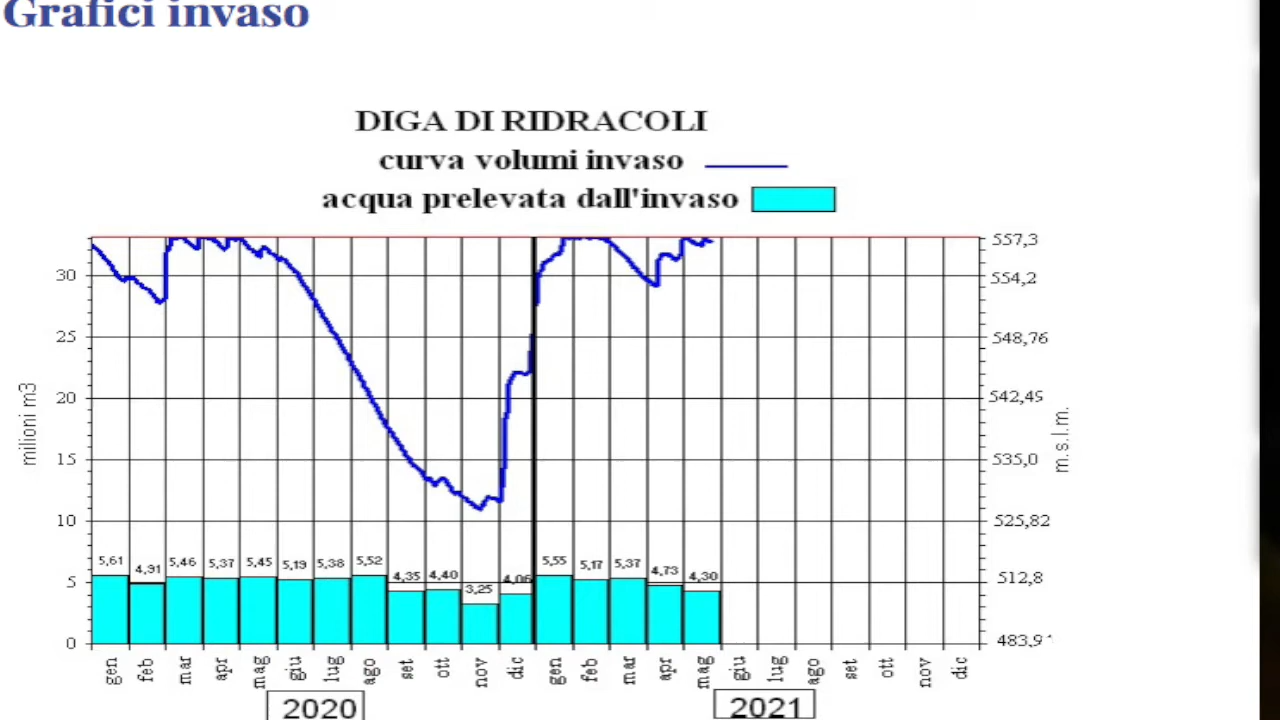 Grafici invaso
DIGA DI RIDRACOLI
curva volumi invaso
acqua prelevata dall'invaso
557,3
30
554,2
25
548,76
20
542,45
milioni m3
m.s.l.m.
15
535,0
10
525,82
5,61 4,91 5,46 5,37 5,45 5,19 5,38 5,52 4,35 4,40 3,25 4,06 5,55 5,17 5,37 4,73 4,30
5
512,8
0
483,9
gen feb mar apr mag giu lug ago set ott nov dic gen feb mar apr mag giu lug ago set ott nov dic
2020
2021